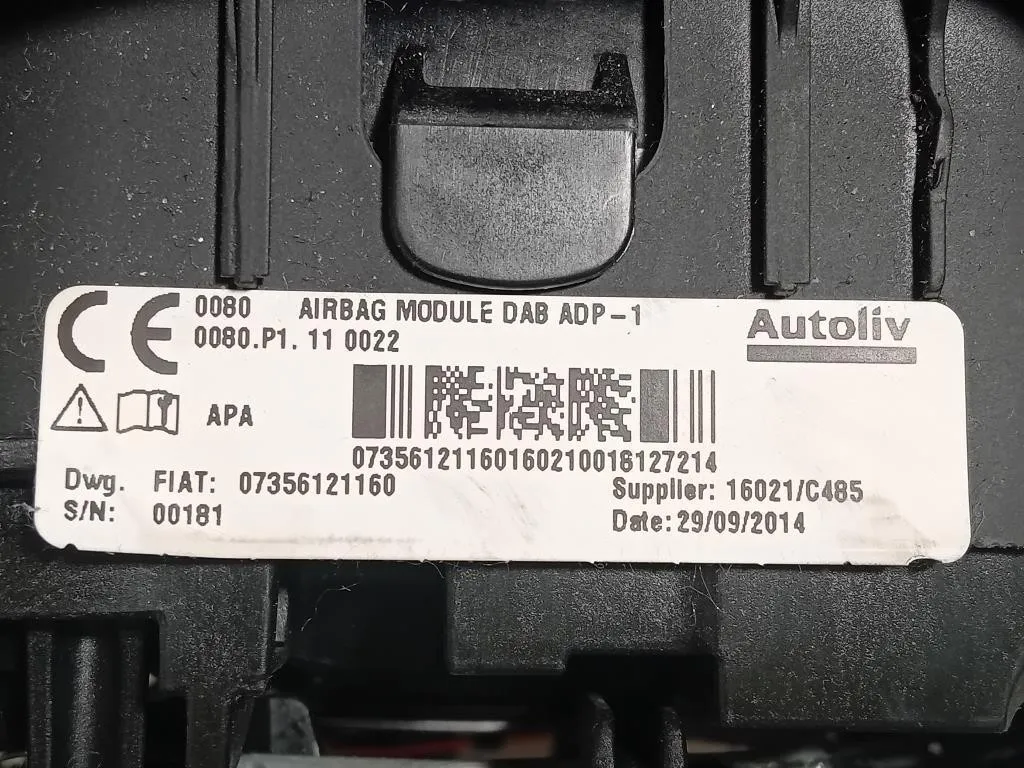 CE 0080 AIRBAG MODULE DAB ADP-1
0080.P1. 11 0022
Autoliv
APA
07356121160160210018127214
Dwg. FIAT: 07356121160
S/N: 00181
Supplier: 16021/C485
Date: 29/09/2014